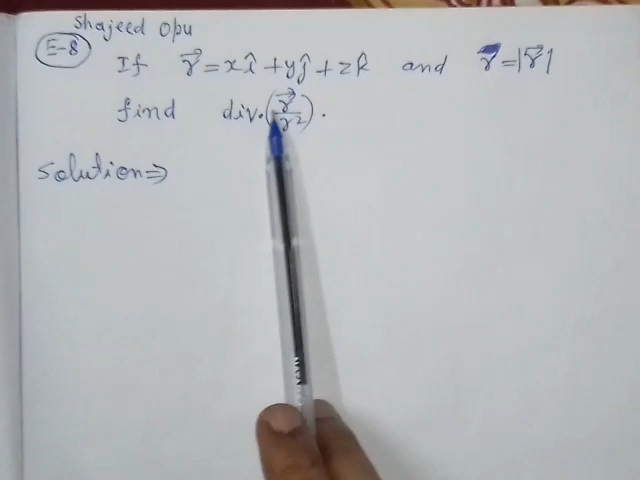 Shajeed Opu
E-8 If r⃗ = xî + yĵ + zk̂ and r = |r⃗|
find div.(r⃗/r²).
Solution ⇒